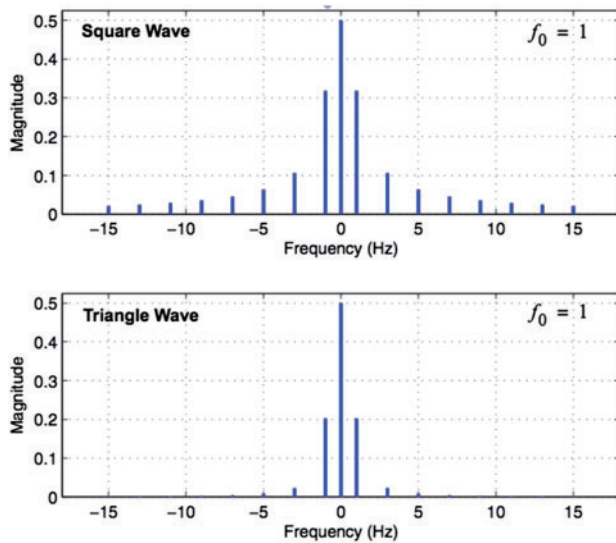 0.5
Square Wave
f₀ = 1
0.4
0.3
0.2
0.1
0
Magnitude
−15 −10 −5 0 5 10 15
Frequency (Hz)
0.5
Triangle Wave
f₀ = 1
0.4
0.3
0.2
0.1
0
Magnitude
−15 −10 −5 0 5 10 15
Frequency (Hz)